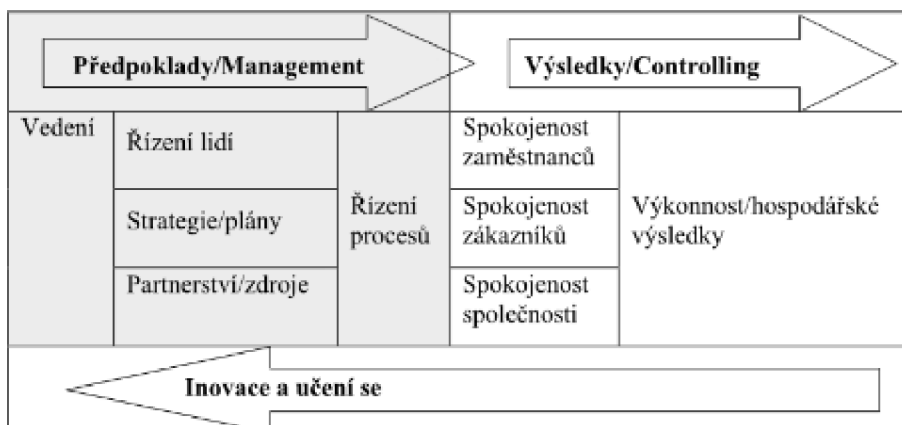 Předpoklady/Management
Výsledky/Controlling
Vedení
Řízení lidí
Strategie/plány
Partnerství/zdroje
Řízení
procesů
Spokojenost
zaměstnanců
Spokojenost
zákazníků
Spokojenost
společnosti
Výkonnost/hospodářské
výsledky
Inovace a učení se